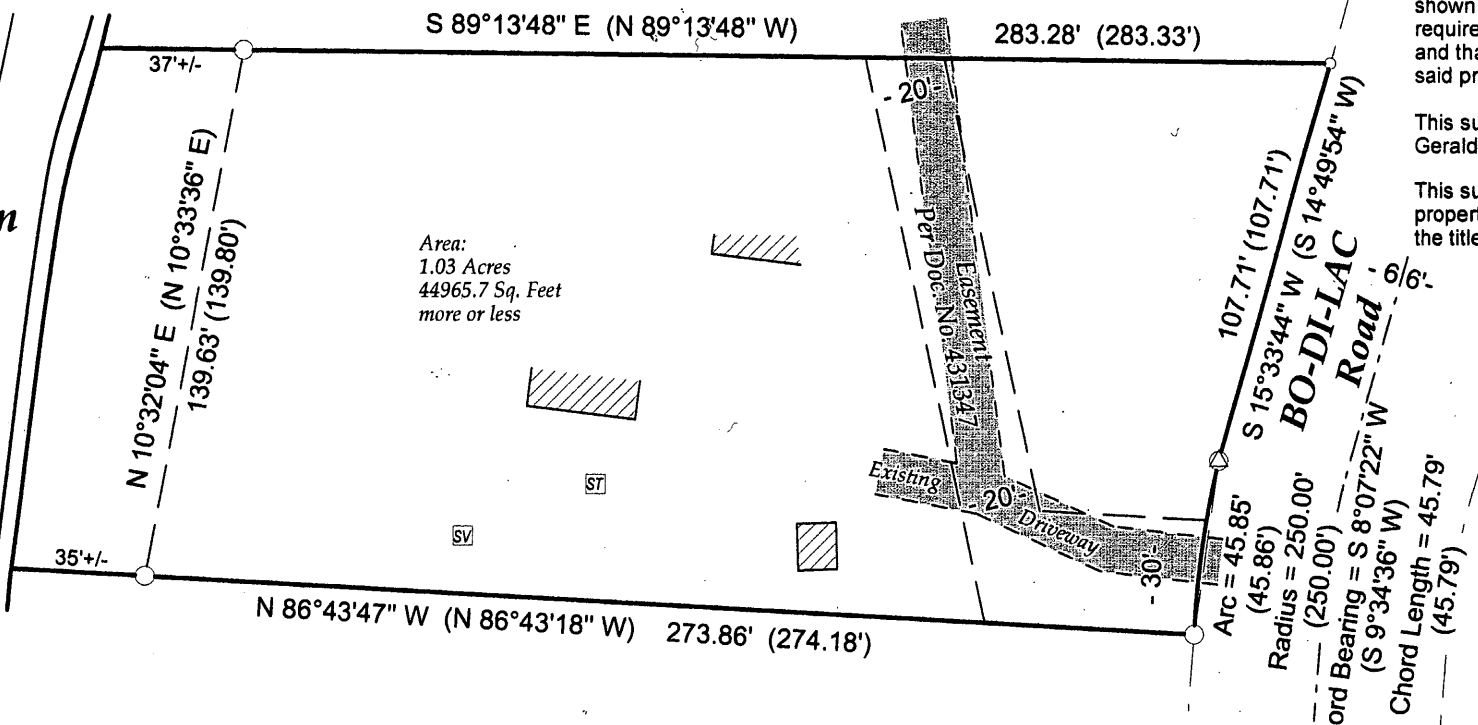 S 89°13'48" E (N 89°13'48" W)
283.28' (283.33')
37'+/-
- 20'-
N 10°32'04" E (N 10°33'36" E)
139.63' (139.80')
Area:
1.03 Acres
44965.7 Sq. Feet
more or less
Easement
Per Doc. No. 431347
107.71' (107.71')
S 15°33'44" W (S 14°49'54" W)
BO-DI-LAC
Road
- 6/6'-
n
ST
SV
Existing
- 20'-
Driveway
- 30'-
35'+/-
N 86°43'47" W (N 86°43'18" W)
273.86' (274.18')
Arc = 45.85'
(45.86')
Radius = 250.00'
(250.00')
ord Bearing = S 8°07'22" W
(S 9°34'36" W)
Chord Length = 45.79'
(45.79')
shown
require
and tha
said pr
This su
Gerald
This su
propert
the title